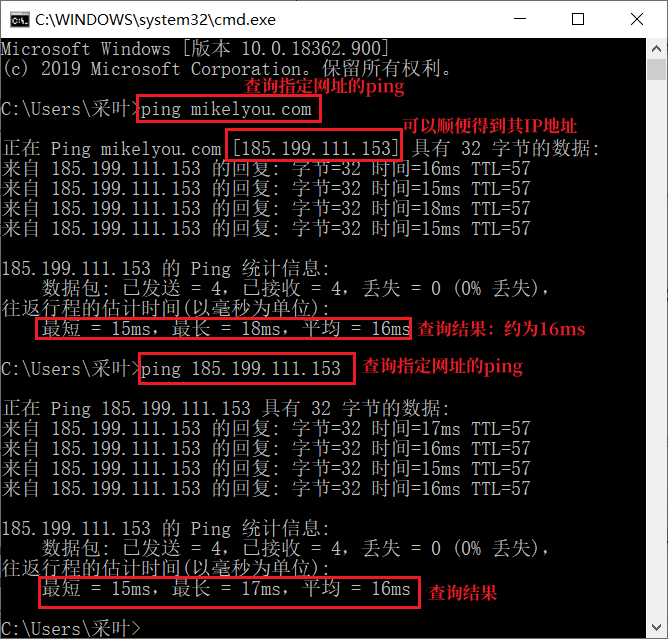 C:\WINDOWS\system32\cmd.exe
Microsoft Windows [版本 10.0.18362.900]
(c) 2019 Microsoft Corporation。保留所有权利。
查询指定网址的ping
C:\Users\采叶>ping mikelyou.com
可以顺便得到其IP地址
正在 Ping mikelyou.com [185.199.111.153] 具有 32 字节的数据:
来自 185.199.111.153 的回复: 字节=32 时间=16ms TTL=57
来自 185.199.111.153 的回复: 字节=32 时间=15ms TTL=57
来自 185.199.111.153 的回复: 字节=32 时间=18ms TTL=57
来自 185.199.111.153 的回复: 字节=32 时间=15ms TTL=57
185.199.111.153 的 Ping 统计信息:
数据包: 已发送 = 4，已接收 = 4，丢失 = 0 (0% 丢失)，
往返行程的估计时间(以毫秒为单位):
最短 = 15ms，最长 = 18ms，平均 = 16ms 查询结果：约为16ms
C:\Users\采叶>ping 185.199.111.153 查询指定网址的ping
正在 Ping 185.199.111.153 具有 32 字节的数据:
来自 185.199.111.153 的回复: 字节=32 时间=17ms TTL=57
来自 185.199.111.153 的回复: 字节=32 时间=16ms TTL=57
来自 185.199.111.153 的回复: 字节=32 时间=15ms TTL=57
来自 185.199.111.153 的回复: 字节=32 时间=16ms TTL=57
185.199.111.153 的 Ping 统计信息:
数据包: 已发送 = 4，已接收 = 4，丢失 = 0 (0% 丢失)，
往返行程的估计时间(以毫秒为单位):
最短 = 15ms，最长 = 17ms，平均 = 16ms 查询结果
C:\Users\采叶>